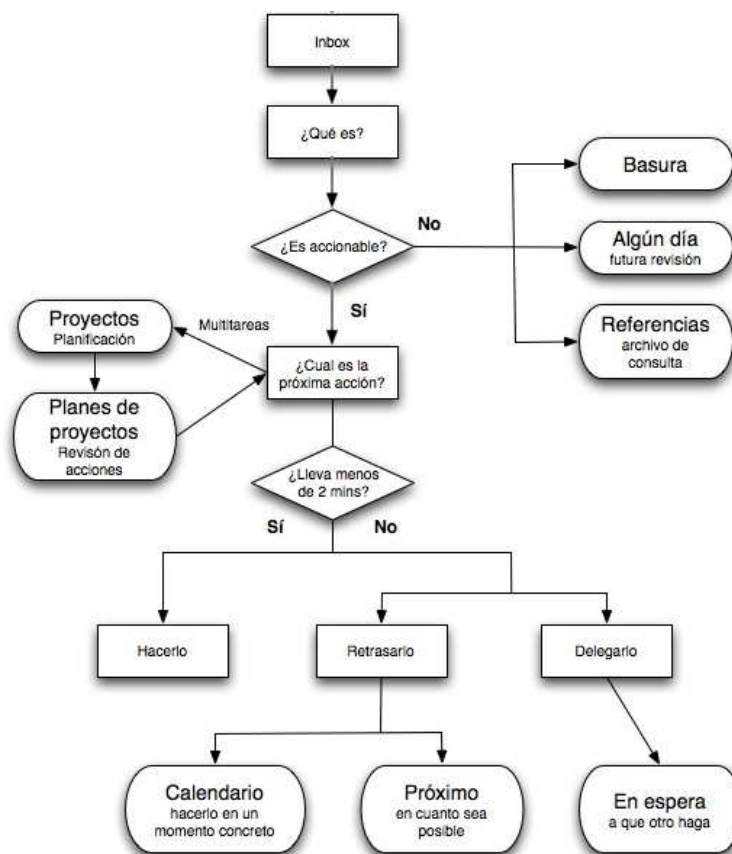 Inbox
¿Qué es?
Basura
No
¿Es accionable?
Algún día
futura revisión
Sí
Referencias
archivo de
consulta
Proyectos
Planificación
Multitareas
¿Cual es la
próxima acción?
Planes de
proyectos
Revisón de
acciones
¿Lleva menos
de 2 mins?
Sí
No
Hacerlo
Retrasarlo
Delegarlo
Calendario
hacerlo en un
momento concreto
Próximo
en cuanto sea
posible
En espera
a que otro haga